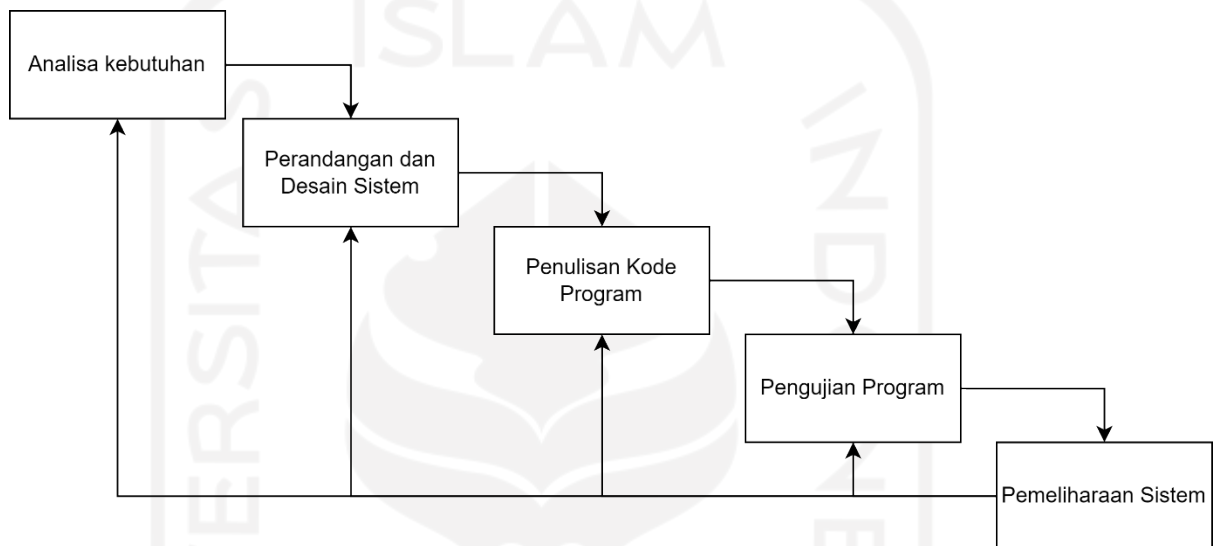 ISLAM
Analisa kebutuhan
Perandangan dan
Desain Sistem
Penulisan Kode
Program
Pengujian Program
Pemeliharaan Sistem